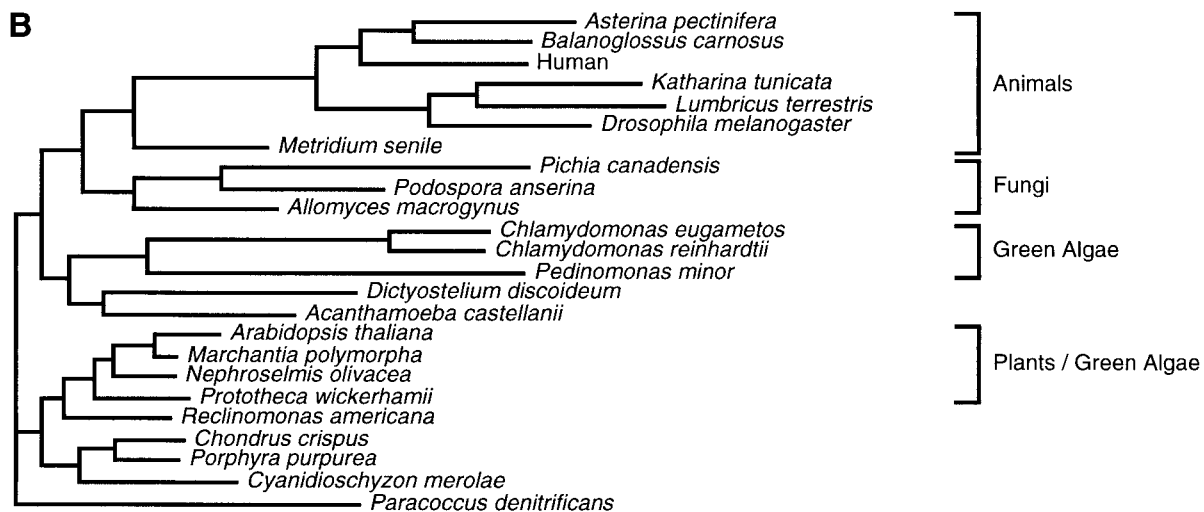 B
Asterina pectinifera
Balanoglossus carnosus
Human
Katharina tunicata
Lumbricus terrestris
Drosophila melanogaster
Metridium senile
Animals
Pichia canadensis
Podospora anserina
Allomyces macrogynus
Fungi
Chlamydomonas eugametos
Chlamydomonas reinhardtii
Pedinomonas minor
Green Algae
Dictyostelium discoideum
Acanthamoeba castellanii
Arabidopsis thaliana
Marchantia polymorpha
Nephroselmis olivacea
Prototheca wickerhamii
Plants / Green Algae
Reclinomonas americana
Chondrus crispus
Porphyra purpurea
Cyanidioschyzon merolae
Paracoccus denitrificans